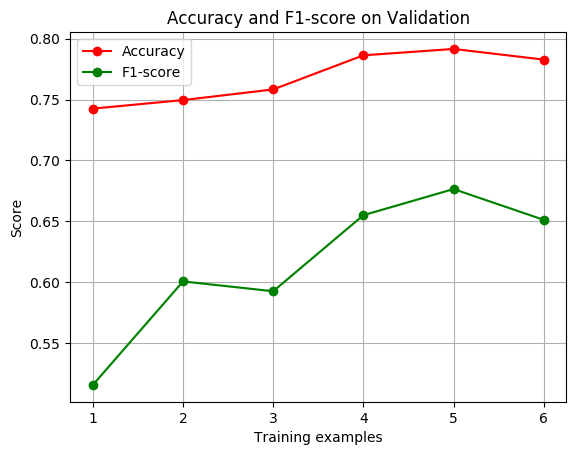 Accuracy and F1-score on Validation
Accuracy
F1-score
0.80
0.75
0.70
0.65
0.60
0.55
Score
1 2 3 4 5 6
Training examples